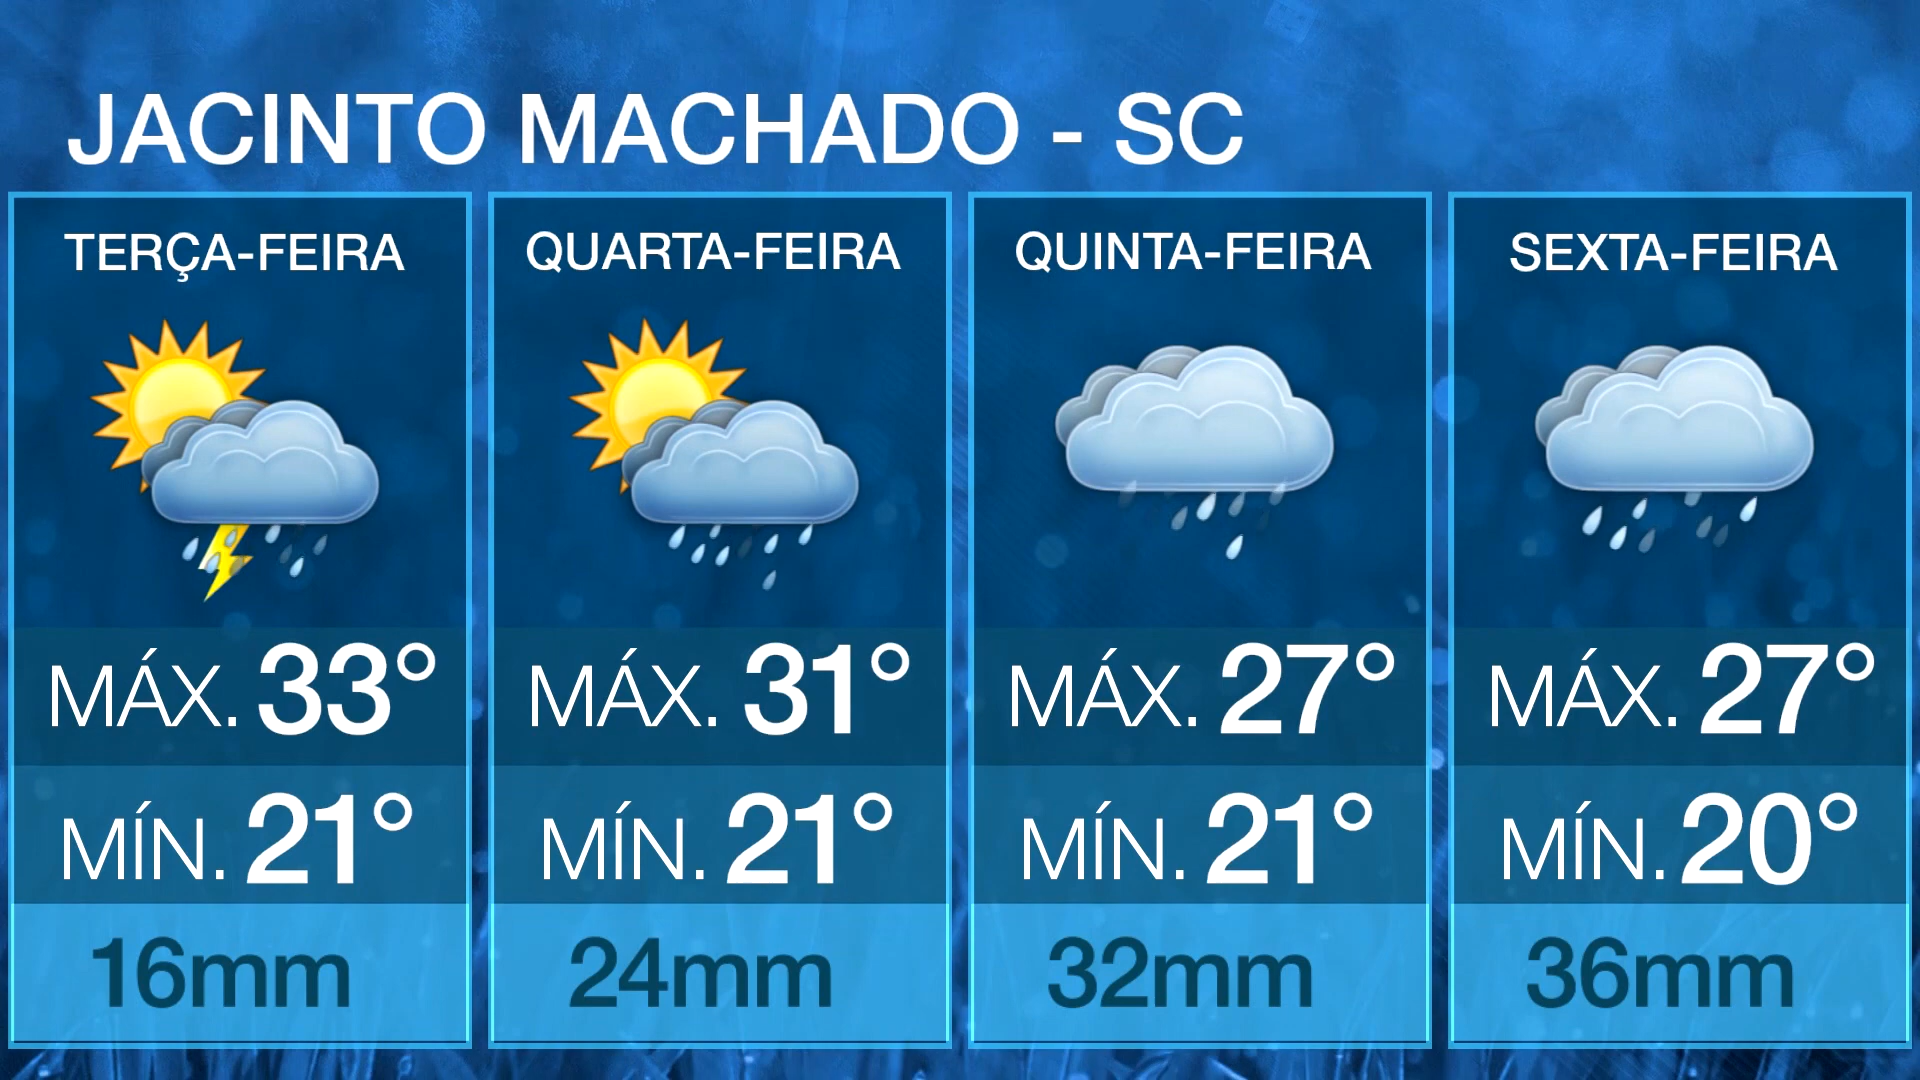 JACINTO MACHADO - SC
TERÇA-FEIRA
MÁX. 33°
MÍN. 21°
16mm
QUARTA-FEIRA
MÁX. 31°
MÍN. 21°
24mm
QUINTA-FEIRA
MÁX. 27°
MÍN. 21°
32mm
SEXTA-FEIRA
MÁX. 27°
MÍN. 20°
36mm